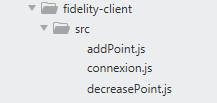 fidelity-client
src
addPoint.js
connexion.js
decreasePoint.js